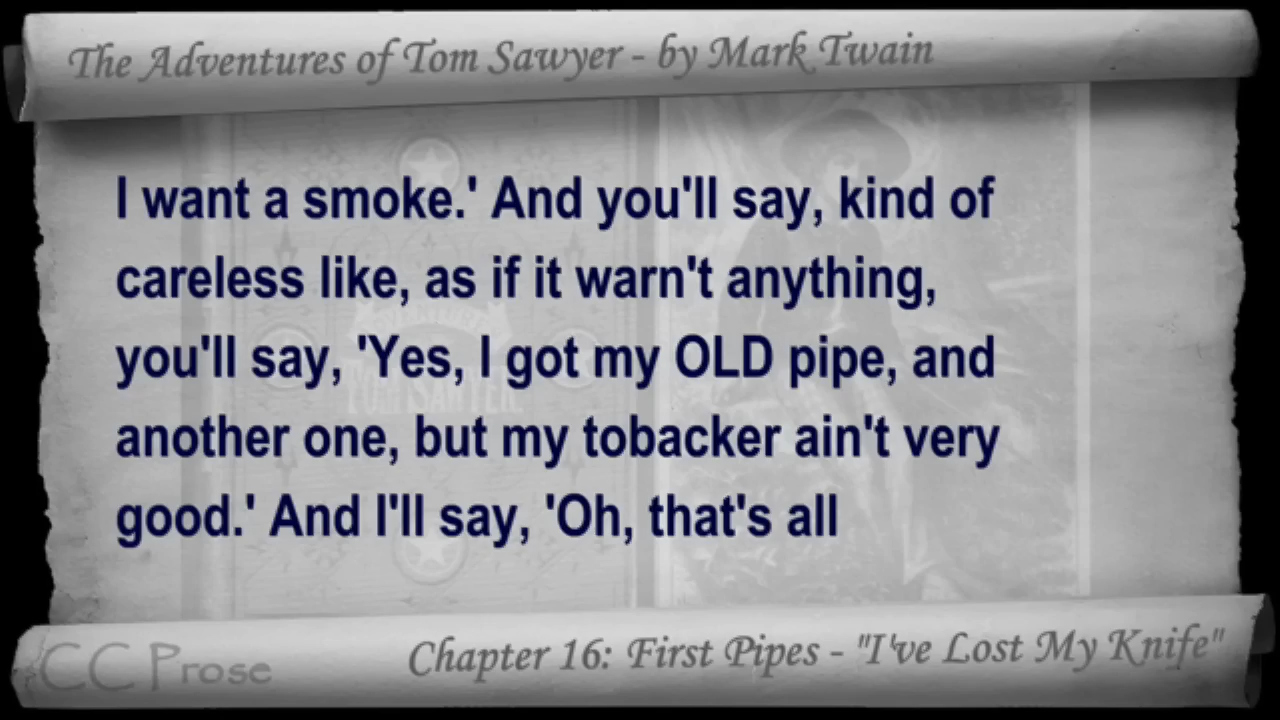 The Adventures of Tom Sawyer - by Mark Twain
I want a smoke.' And you'll say, kind of
careless like, as if it warn't anything,
you'll say, 'Yes, I got my OLD pipe, and
another one, but my tobacker ain't very
good.' And I'll say, 'Oh, that's all
CC Prose
Chapter 16: First Pipes - "I've Lost My Knife"